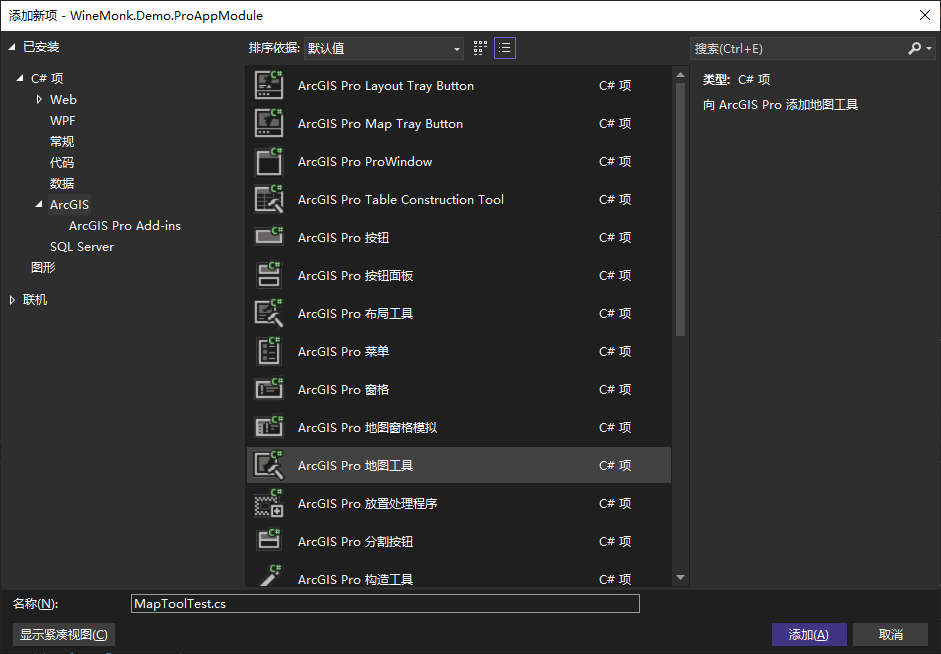 添加新项 - WineMonk.Demo.ProAppModule
已安装
C# 项
Web
WPF
常规
代码
数据
ArcGIS
ArcGIS Pro Add-ins
SQL Server
图形
联机
排序依据: 默认值
ArcGIS Pro Layout Tray Button C# 项
ArcGIS Pro Map Tray Button C# 项
ArcGIS Pro ProWindow C# 项
ArcGIS Pro Table Construction Tool C# 项
ArcGIS Pro 按钮 C# 项
ArcGIS Pro 按钮面板 C# 项
ArcGIS Pro 布局工具 C# 项
ArcGIS Pro 菜单 C# 项
ArcGIS Pro 窗格 C# 项
ArcGIS Pro 地图窗格模拟 C# 项
ArcGIS Pro 地图工具 C# 项
ArcGIS Pro 放置处理程序 C# 项
ArcGIS Pro 分割按钮 C# 项
ArcGIS Pro 构造工具 C# 项
搜索(Ctrl+E)
类型: C# 项
向 ArcGIS Pro 添加地图工具
名称(N): MapToolTest.cs
显示紧凑视图(C)
添加(A)
取消